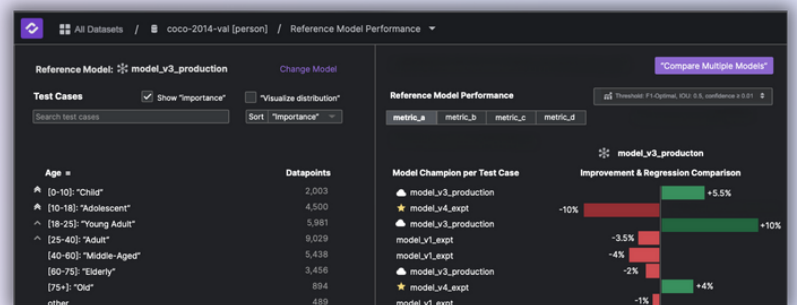 All Datasets / coco-2014-val [person] / Reference Model Performance
Reference Model: model_v3_production
Change Model
"Compare Multiple Models"
Test Cases
Show "importance"
"Visualize distribution"
Search test cases
Sort "Importance"
Reference Model Performance
Threshold: F1-Optimal, IOU: 0.5, confidence ≥ 0.01
metric_a metric_b metric_c metric_d
model_v3_producton
Age Datapoints
[0-10]: "Child" 2,003
[10-18]: "Adolescent" 4,500
[18-25]: "Young Adult" 5,981
[25-40]: "Adult" 9,029
[40-60]: "Middle-Aged" 5,438
[60-75]: "Elderly" 3,456
[75+]: "Old" 894
other 489
Model Champion per Test Case Improvement & Regression Comparison
model_v3_production +5.5%
model_v4_expt -10%
model_v3_production +10%
model_v1_expt -3.5%
model_v1_expt -4%
model_v3_production -2%
model_v4_expt +4%
model_v1_expt -1%